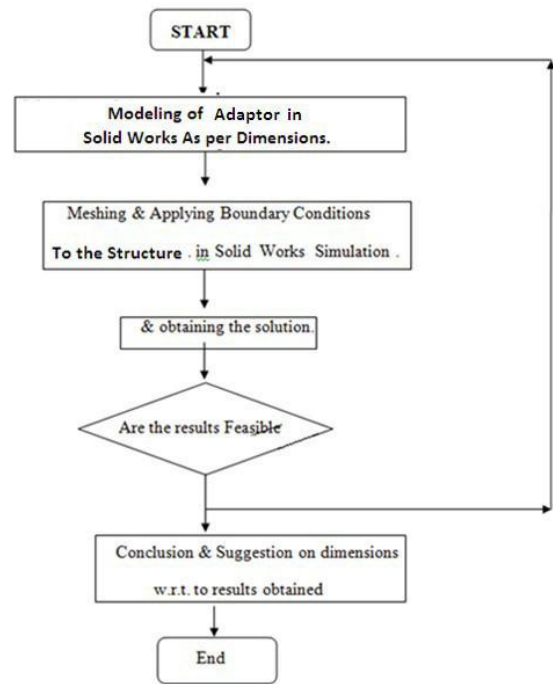 START
Modeling of Adaptor in
Solid Works As per Dimensions.
Meshing & Applying Boundary Conditions
To the Structure . in Solid Works Simulation .
& obtaining the solution.
Are the results Feasible
Conclusion & Suggestion on dimensions
w.r.t. to results obtained
End